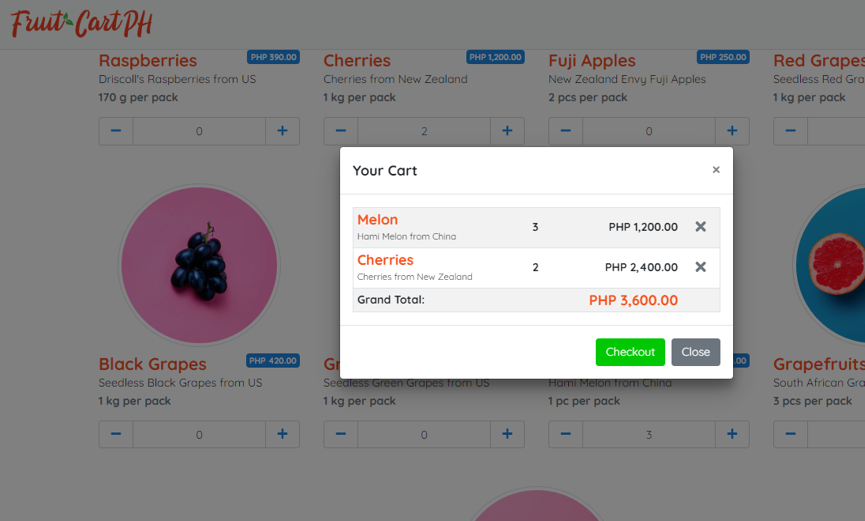 Fruit Cart PH
Raspberries PHP 390.00
Driscoll's Raspberries from US
170 g per pack
0
Cherries PHP 1,200.00
Cherries from New Zealand
1 kg per pack
2
Fuji Apples PHP 250.00
New Zealand Envy Fuji Apples
2 pcs per pack
0
Red Grapes
Seedless Red Gra
1 kg per pack
Your Cart
×
Melon 3 PHP 1,200.00
Hami Melon from China
Cherries 2 PHP 2,400.00
Cherries from New Zealand
Grand Total: PHP 3,600.00
Checkout Close
Black Grapes PHP 420.00
Seedless Black Grapes from US
1 kg per pack
0
Seedless Green Grapes from US
1 kg per pack
0
Hami Melon from China
1 pc per pack
3
Grapefruits
South African Gra
3 pcs per pack